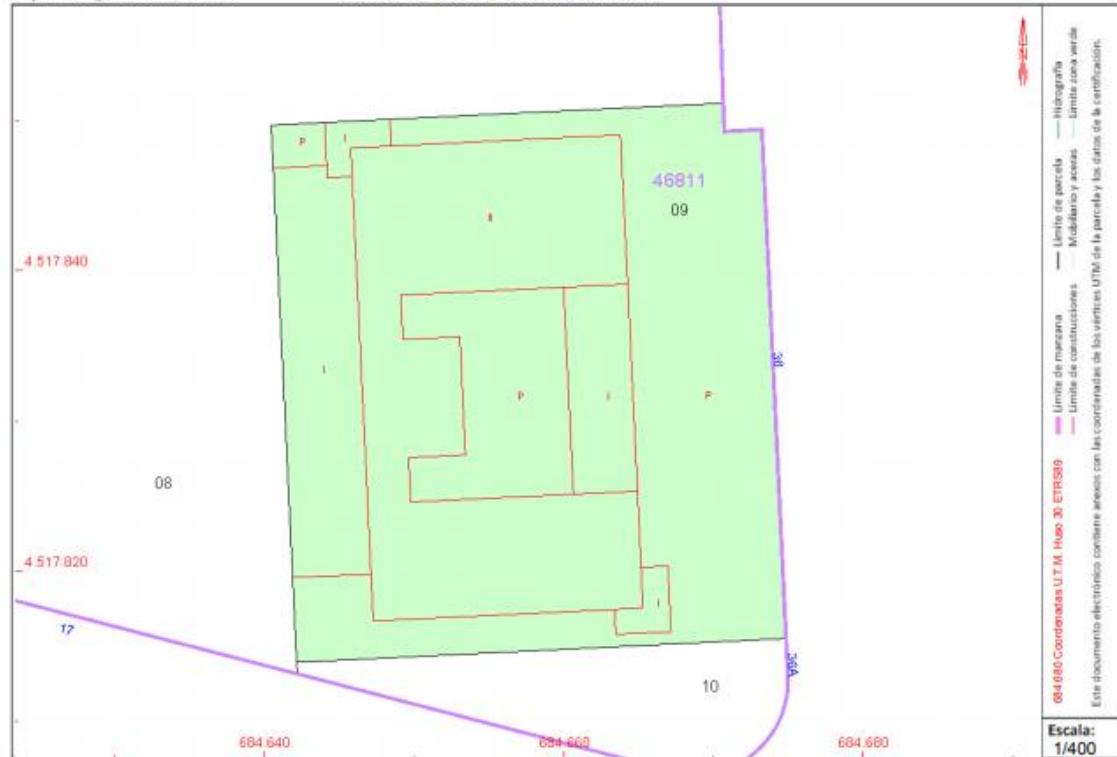 P
I
46811
09
II
4.517.840
38
I
P
I
P
08
4.517.820
I
17
36A
10
684.640
684.660
684.680
684.680 Coordenadas U.T.M. Huso 30 ETRS89
Límite de manzana
Límite de parcela
Hidrografía
Límite de construcciones
Mobiliario y aceras
Límite zona verde
Este documento electrónico contiene anexos con las coordenadas de los vértices UTM de la parcela y los datos de la certificación.
Escala:
1/400